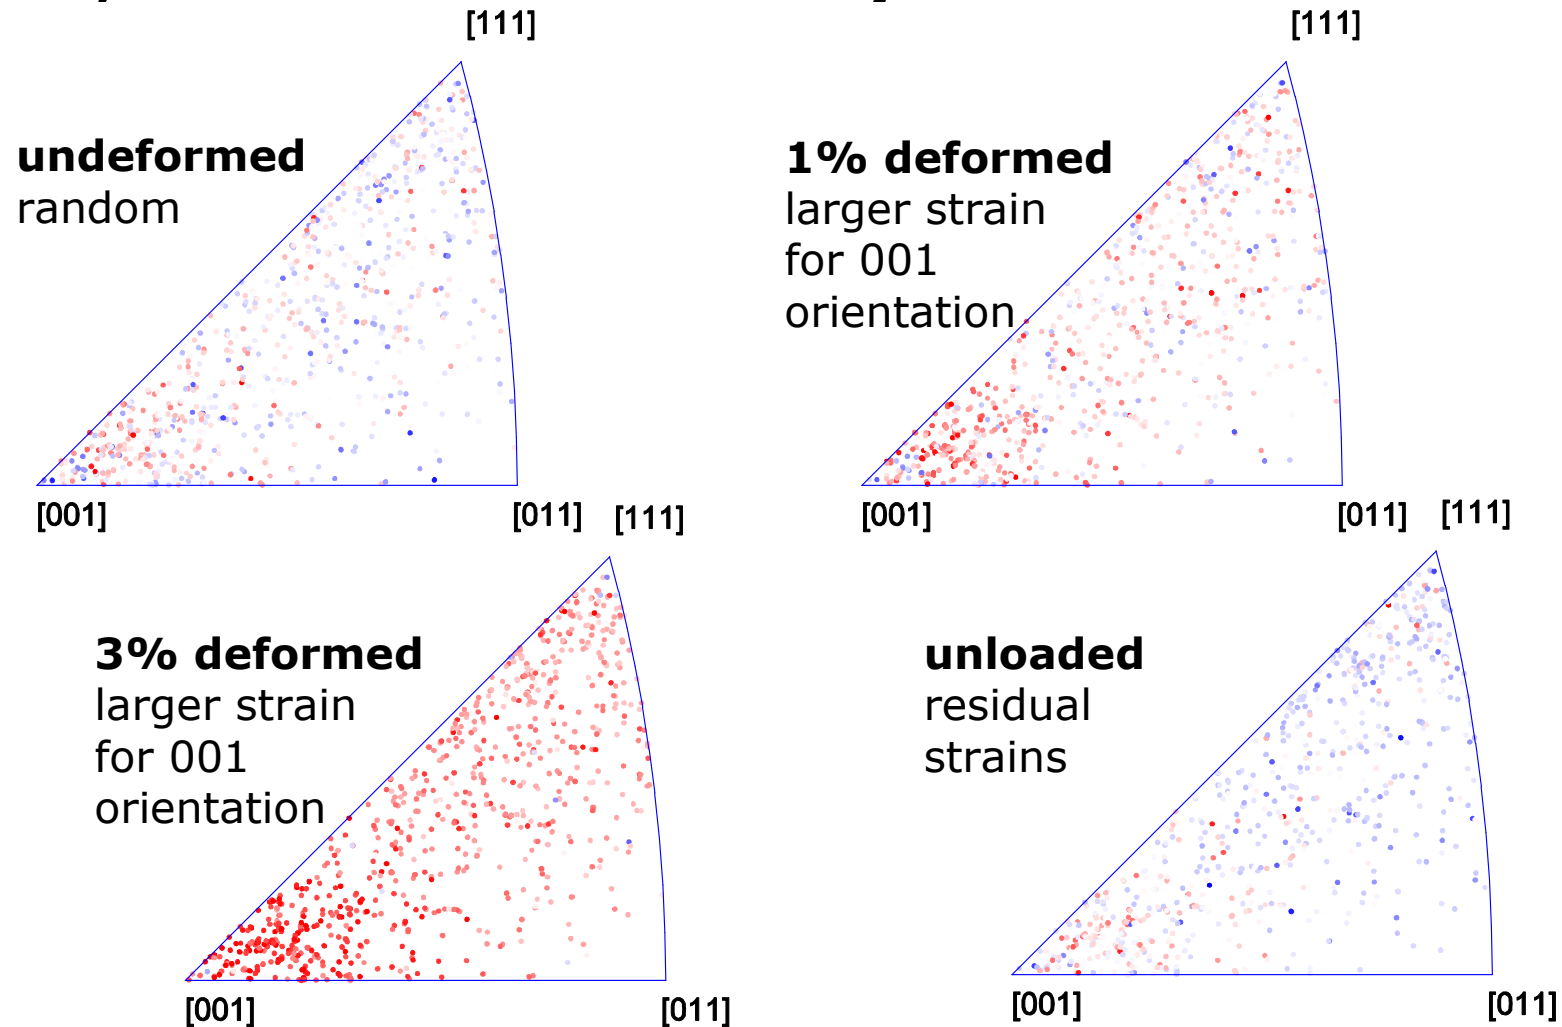 [111]
undeformed
random
[001]
[011]
[111]
1% deformed
larger strain
for 001
orientation
[001]
[011]
[111]
3% deformed
larger strain
for 001
orientation
[001]
[011]
[111]
unloaded
residual
strains
[001]
[011]